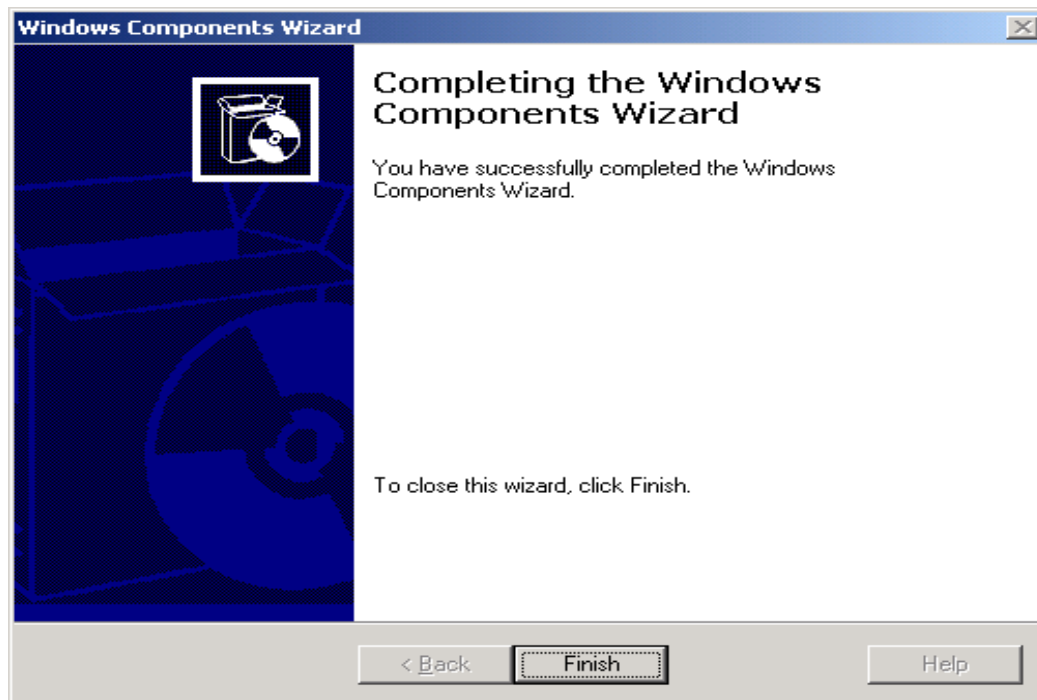 Windows Components Wizard
Completing the Windows
Components Wizard
You have successfully completed the Windows
Components Wizard.
To close this wizard, click Finish.
< Back
Finish
Help